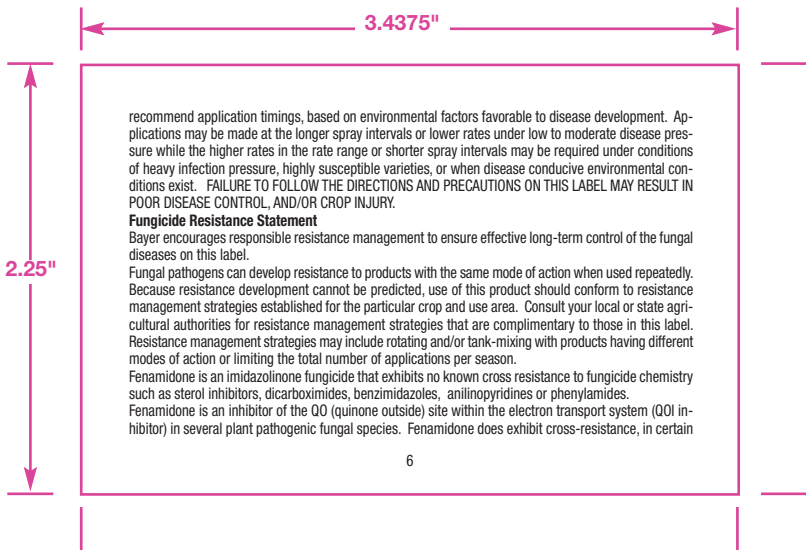 3.4375"
recommend application timings, based on environmental factors favorable to disease development.  Ap-
plications may be made at the longer spray intervals or lower rates under low to moderate disease pres-
sure while the higher rates in the rate range or shorter spray intervals may be required under conditions
of heavy infection pressure, highly susceptible varieties, or when disease conducive environmental con-
ditions exist.   FAILURE TO FOLLOW THE DIRECTIONS AND PRECAUTIONS ON THIS LABEL MAY RESULT IN
POOR DISEASE CONTROL, AND/OR CROP INJURY.
Fungicide Resistance Statement
Bayer encourages responsible resistance management to ensure effective long-term control of the fungal
diseases on this label.
2.25"
Fungal pathogens can develop resistance to products with the same mode of action when used repeatedly.
Because resistance development cannot be predicted, use of this product should conform to resistance
management strategies established for the particular crop and use area.  Consult your local or state agri-
cultural authorities for resistance management strategies that are complimentary to those in this label.
Resistance management strategies may include rotating and/or tank-mixing with products having different
modes of action or limiting the total number of applications per season.
Fenamidone is an imidazolinone fungicide that exhibits no known cross resistance to fungicide chemistry
such as sterol inhibitors, dicarboximides, benzimidazoles,  anilinopyridines or phenylamides.
Fenamidone is an inhibitor of the QO (quinone outside) site within the electron transport system (QOI in-
hibitor) in several plant pathogenic fungal species.  Fenamidone does exhibit cross-resistance, in certain
6